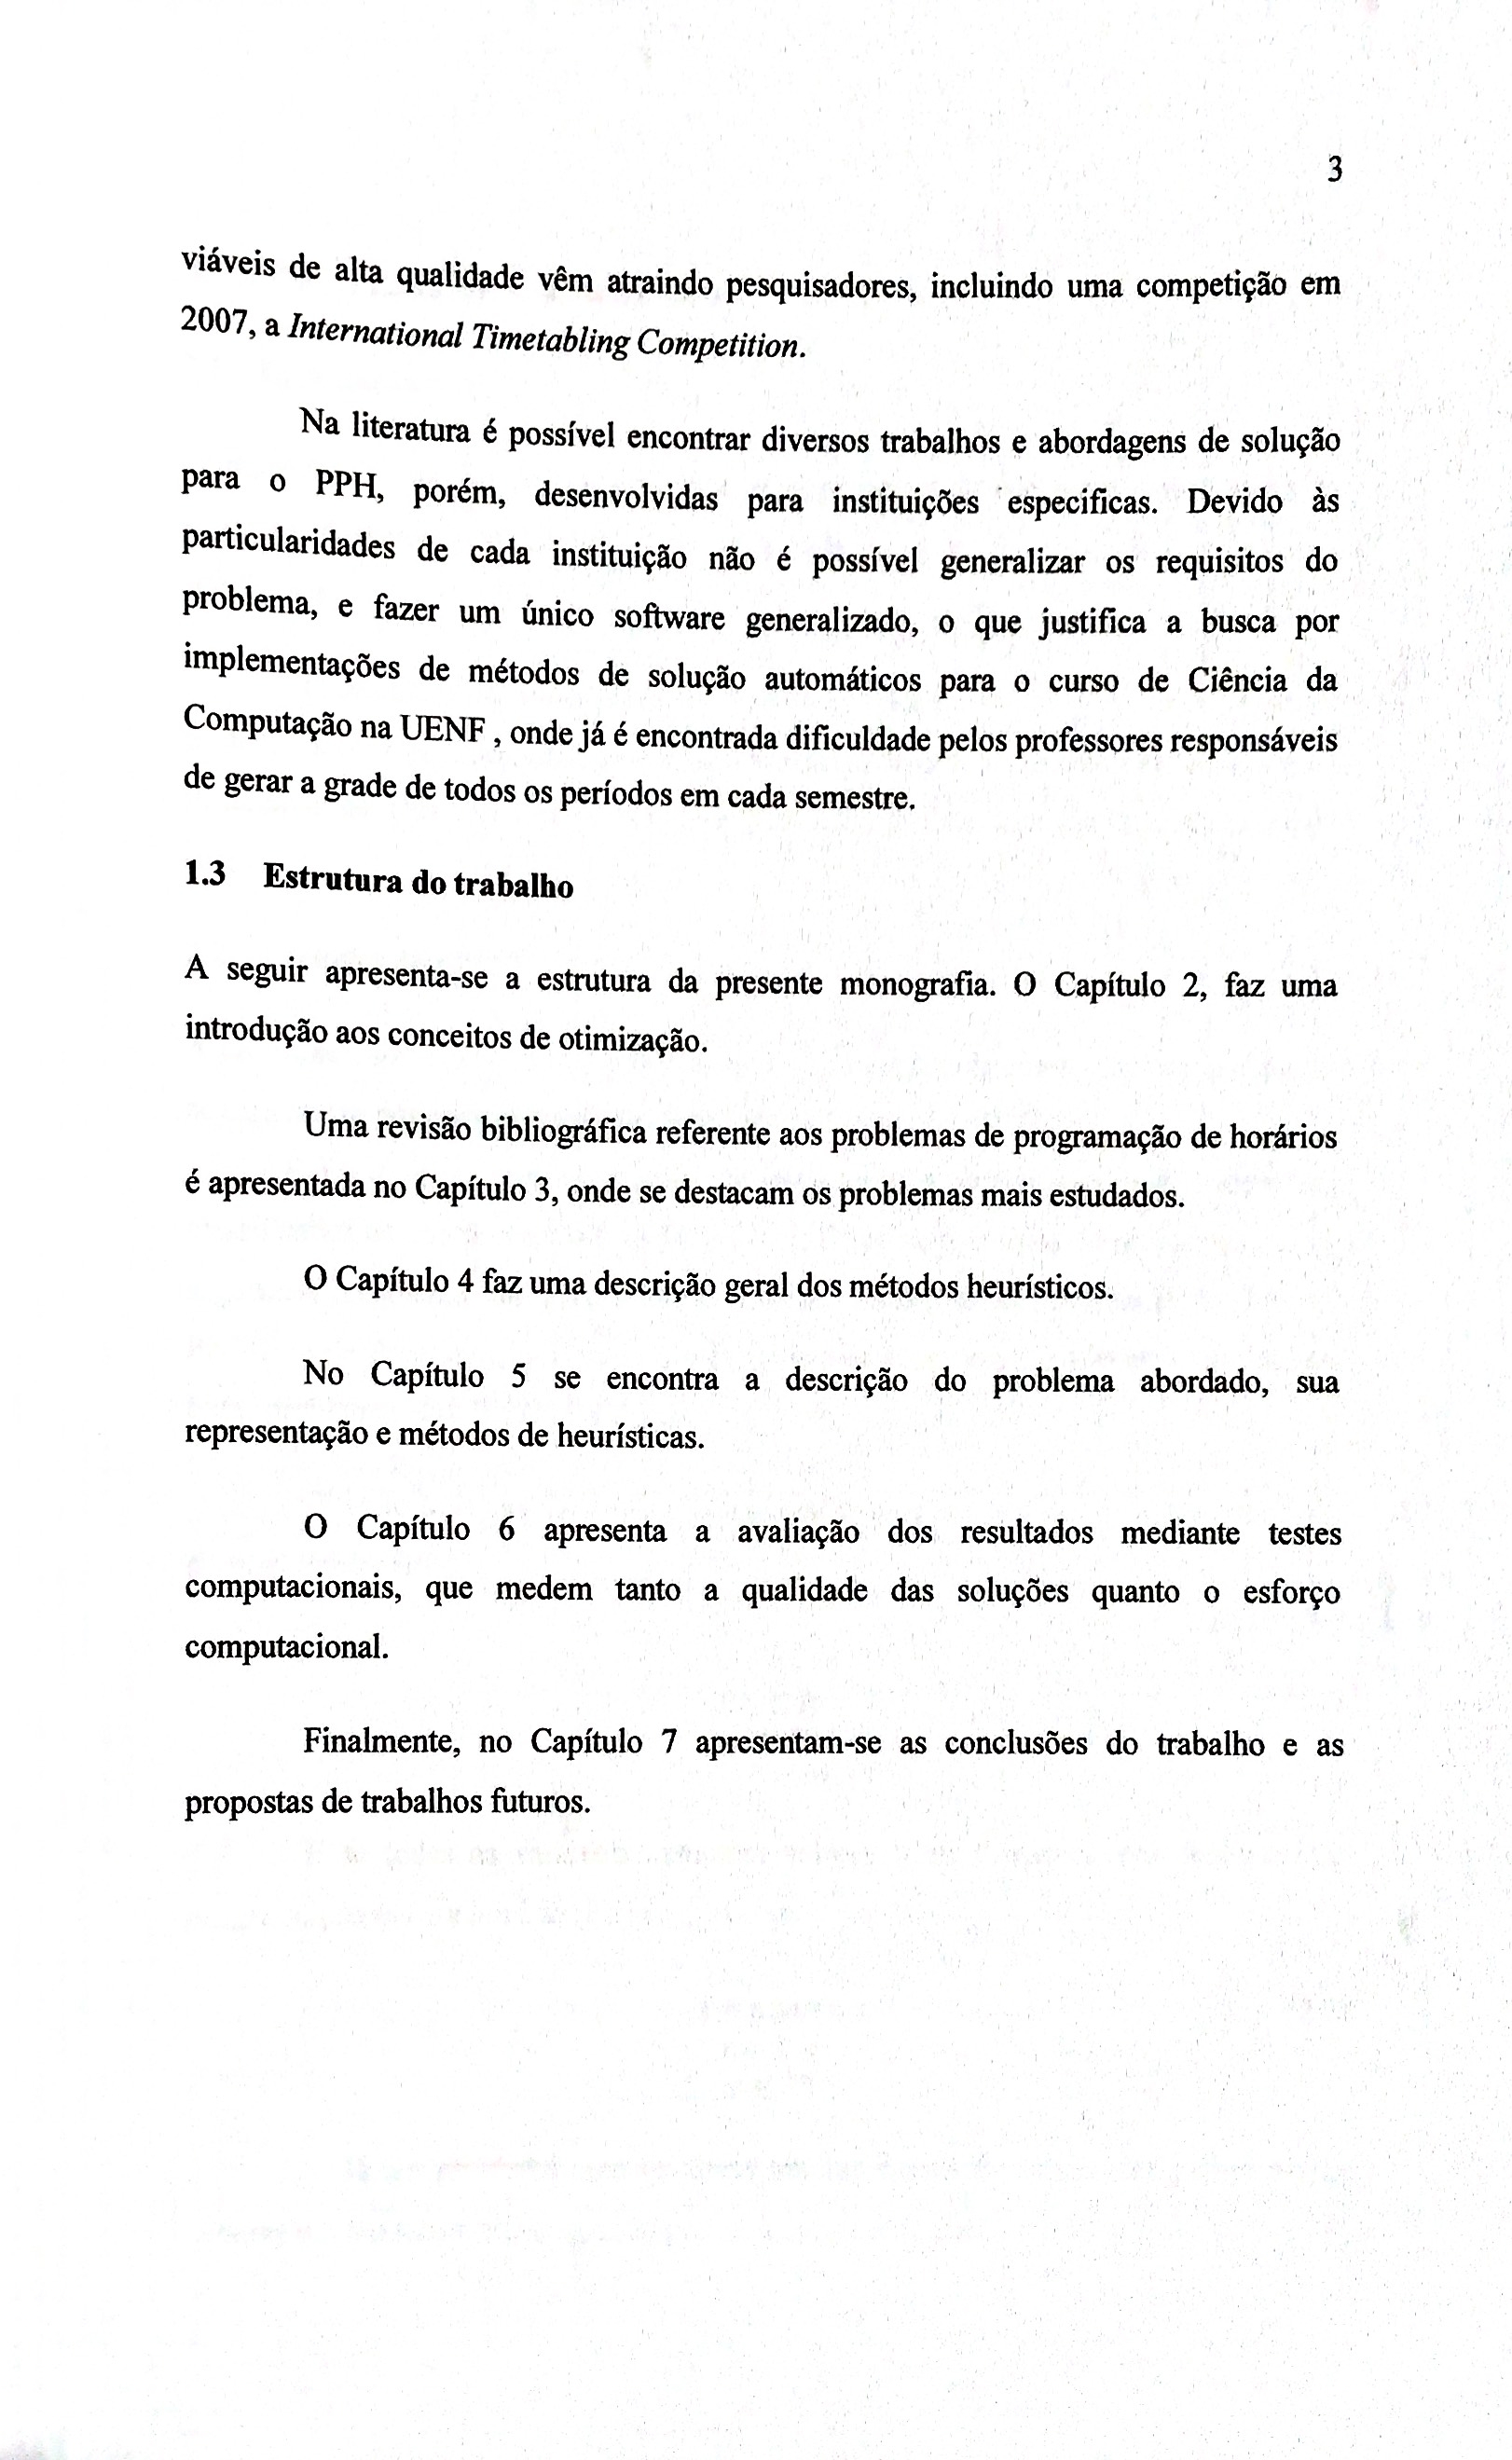 3
viáveis de alta qualidade vêm atraindo pesquisadores, incluindo uma competição em
2007, a International Timetabling Competition.
Na literatura é possível encontrar diversos trabalhos e abordagens de solução
para o PPH, porém, desenvolvidas para instituições especificas. Devido às
particularidades de cada instituição não é possível generalizar os requisitos do
problema, e fazer um único software generalizado, o que justifica a busca por
implementações de métodos de solução automáticos para o curso de Ciência da
Computação na UENF , onde já é encontrada dificuldade pelos professores responsáveis
de gerar a grade de todos os períodos em cada semestre.
1.3 Estrutura do trabalho
A seguir apresenta-se a estrutura da presente monografia. O Capítulo 2, faz uma
introdução aos conceitos de otimização.
Uma revisão bibliográfica referente aos problemas de programação de horários
é apresentada no Capítulo 3, onde se destacam os problemas mais estudados.
O Capítulo 4 faz uma descrição geral dos métodos heurísticos.
No Capítulo 5 se encontra a descrição do problema abordado, sua
representação e métodos de heurísticas.
O Capítulo 6 apresenta a avaliação dos resultados mediante testes
computacionais, que medem tanto a qualidade das soluções quanto o esforço
computacional.
Finalmente, no Capítulo 7 apresentam-se as conclusões do trabalho e as
propostas de trabalhos futuros.